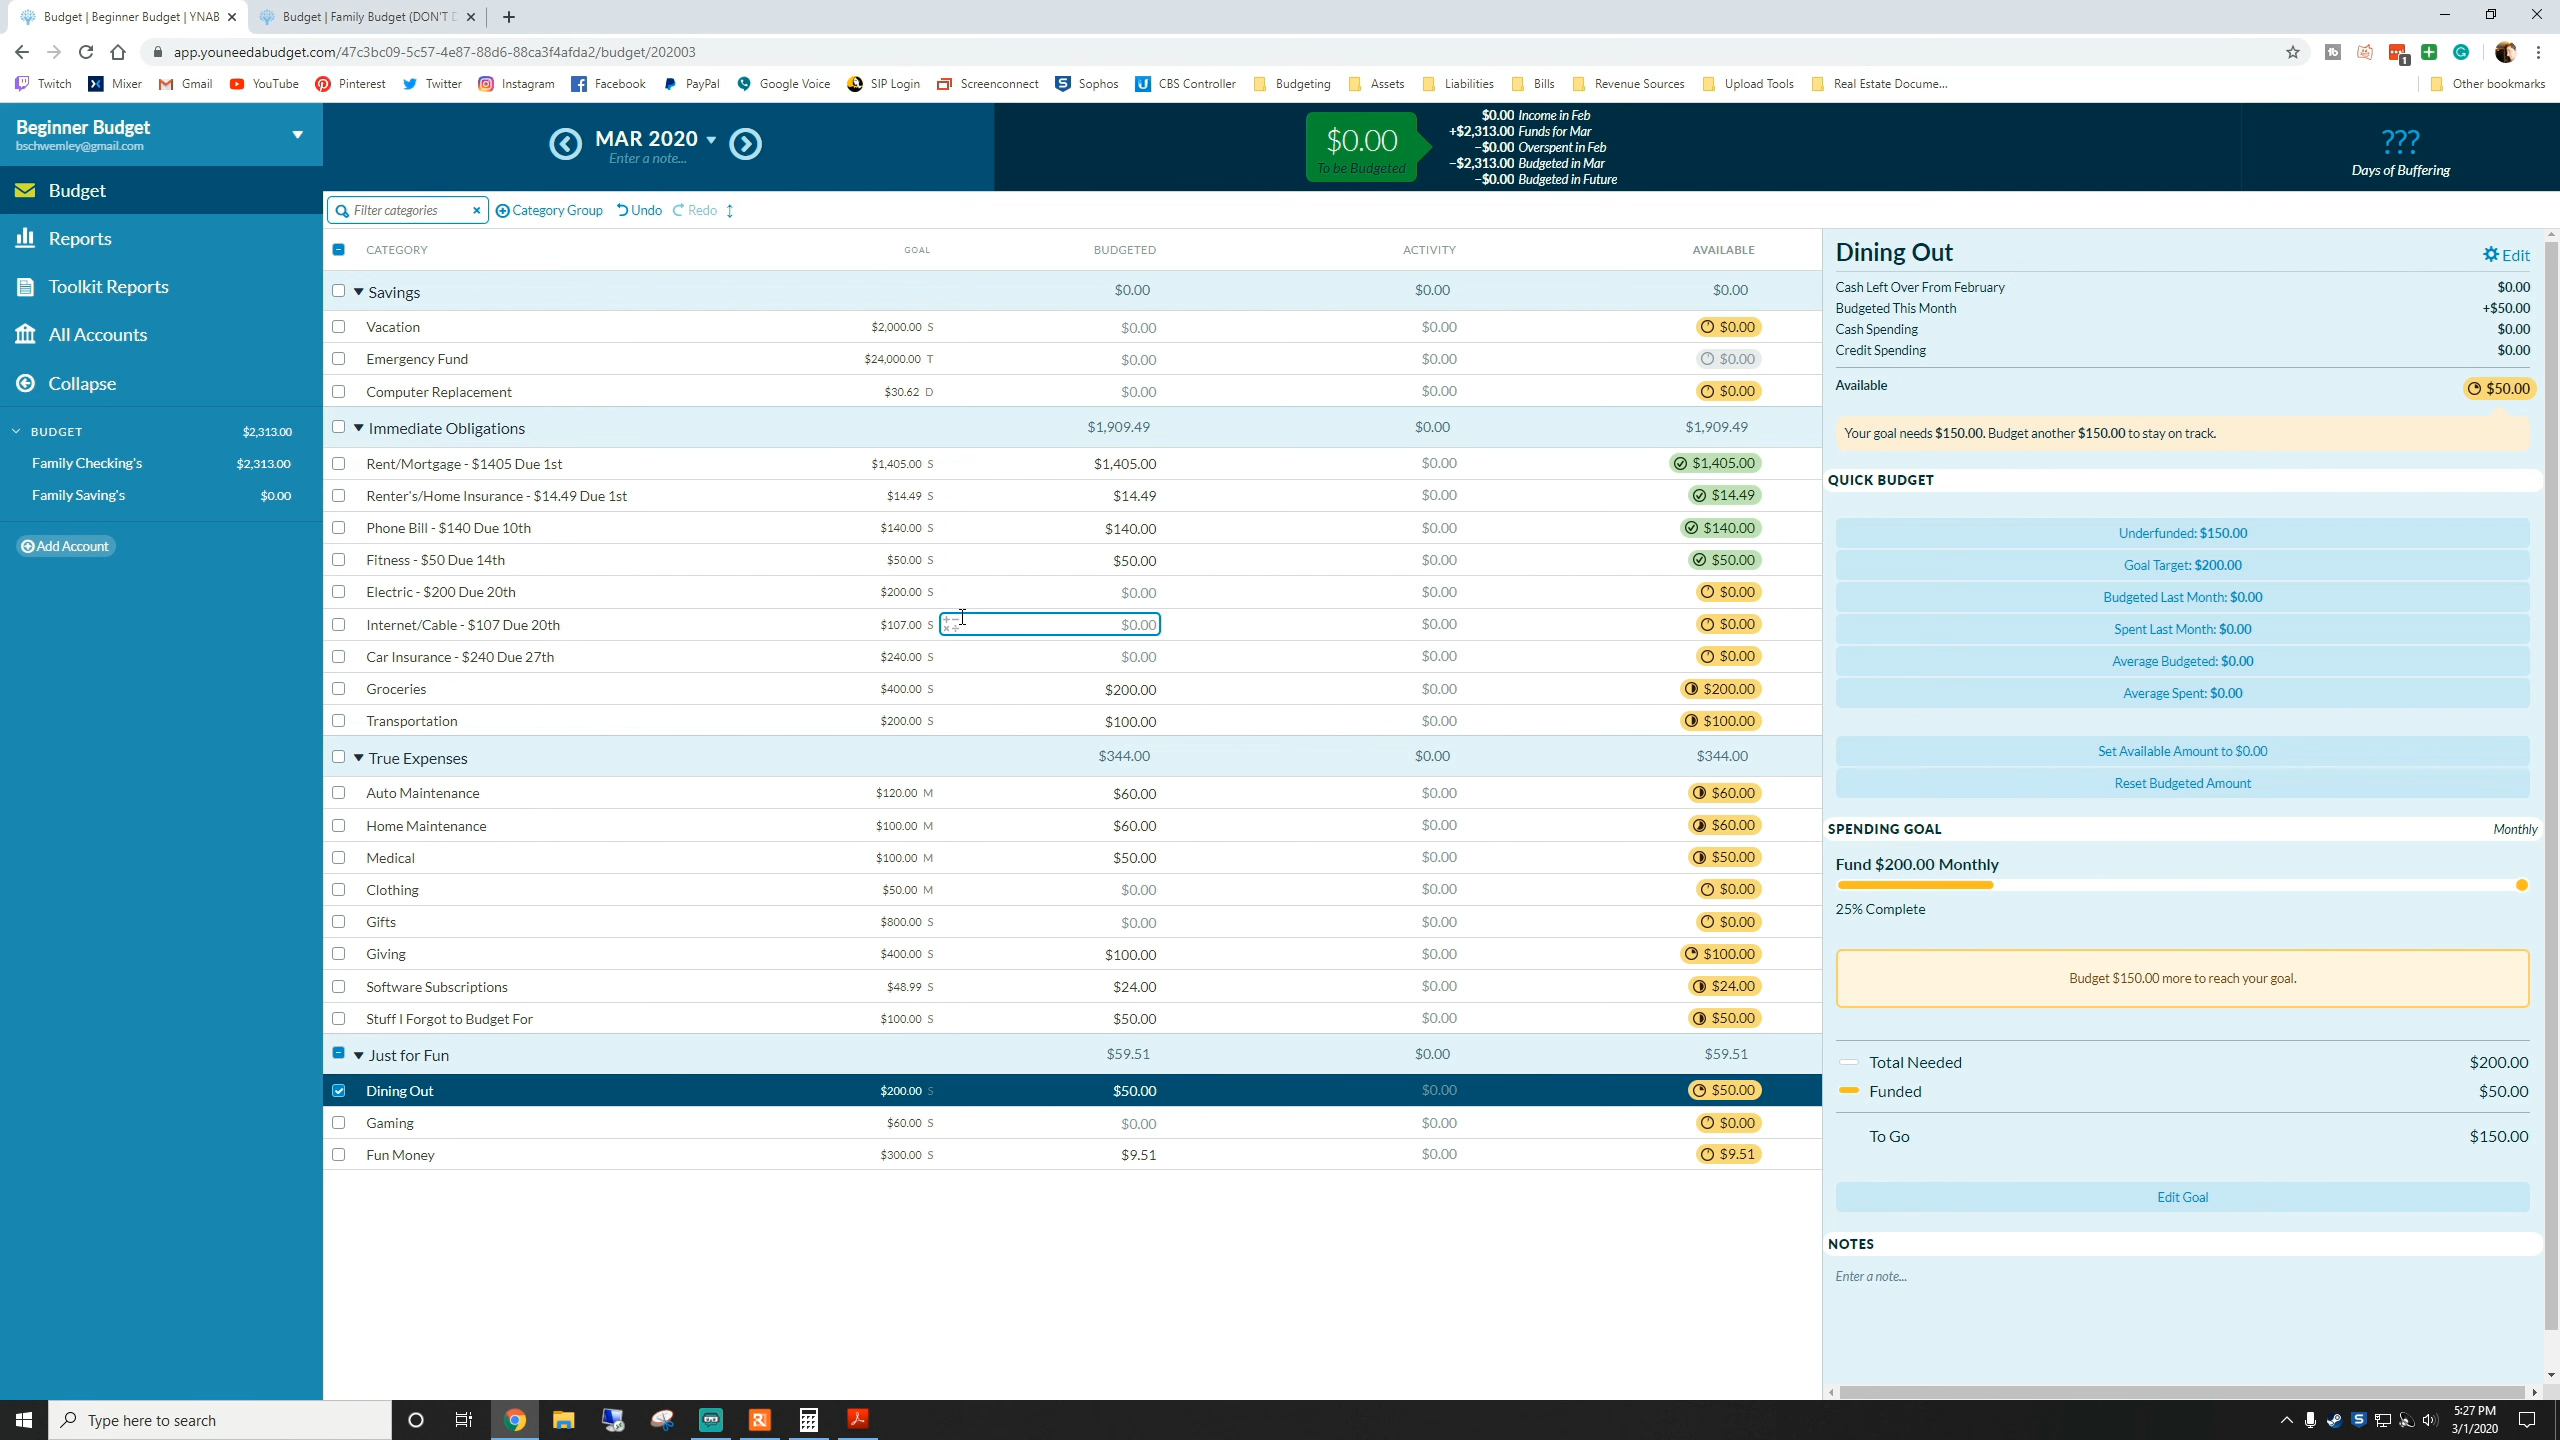 Budget | Beginner Budget | YNAB
Budget | Family Budget (DON'T D
app.youneedabudget.com/47c3bc09-5c57-4e87-88d6-88ca3f4afda2/budget/202003
1
Twitch Mixer Gmail YouTube Pinterest Twitter Instagram Facebook PayPal Google Voice SIP Login Screenconnect Sophos CBS Controller Budgeting Assets Liabilities Bills Revenue Sources Upload Tools Real Estate Docume... Other bookmarks
Beginner Budget
bschwemley@gmail.com
MAR 2020
Enter a note...
$0.00
To be Budgeted
$0.00 Income in Feb
+$2,313.00 Funds for Mar
-$0.00 Overspent in Feb
-$2,313.00 Budgeted in Mar
-$0.00 Budgeted in Future
???
Days of Buffering
Budget
Reports
Toolkit Reports
All Accounts
Collapse
BUDGET $2,313.00
Family Checking's $2,313.00
Family Saving's $0.00
Add Account
Filter categories Category Group Undo Redo
CATEGORY GOAL BUDGETED ACTIVITY AVAILABLE
Savings $0.00 $0.00 $0.00
Vacation $2,000.00 S $0.00 $0.00 $0.00
Emergency Fund $24,000.00 T $0.00 $0.00 $0.00
Computer Replacement $30.62 D $0.00 $0.00 $0.00
Immediate Obligations $1,909.49 $0.00 $1,909.49
Rent/Mortgage - $1405 Due 1st $1,405.00 S $1,405.00 $0.00 $1,405.00
Renter's/Home Insurance - $14.49 Due 1st $14.49 S $14.49 $0.00 $14.49
Phone Bill - $140 Due 10th $140.00 S $140.00 $0.00 $140.00
Fitness - $50 Due 14th $50.00 S $50.00 $0.00 $50.00
Electric - $200 Due 20th $200.00 S $0.00 $0.00 $0.00
Internet/Cable - $107 Due 20th $107.00 S $0.00 $0.00 $0.00
Car Insurance - $240 Due 27th $240.00 S $0.00 $0.00 $0.00
Groceries $400.00 S $200.00 $0.00 $200.00
Transportation $200.00 S $100.00 $0.00 $100.00
True Expenses $344.00 $0.00 $344.00
Auto Maintenance $120.00 M $60.00 $0.00 $60.00
Home Maintenance $100.00 M $60.00 $0.00 $60.00
Medical $100.00 M $50.00 $0.00 $50.00
Clothing $50.00 M $0.00 $0.00 $0.00
Gifts $800.00 S $0.00 $0.00 $0.00
Giving $400.00 S $100.00 $0.00 $100.00
Software Subscriptions $48.99 S $24.00 $0.00 $24.00
Stuff I Forgot to Budget For $100.00 S $50.00 $0.00 $50.00
Just for Fun $59.51 $0.00 $59.51
Dining Out $200.00 S $50.00 $0.00 $50.00
Gaming $60.00 S $0.00 $0.00 $0.00
Fun Money $300.00 S $9.51 $0.00 $9.51
Dining Out Edit
Cash Left Over From February $0.00
Budgeted This Month +$50.00
Cash Spending $0.00
Credit Spending $0.00
Available $50.00
Your goal needs $150.00. Budget another $150.00 to stay on track.
QUICK BUDGET
Underfunded: $150.00
Goal Target: $200.00
Budgeted Last Month: $0.00
Spent Last Month: $0.00
Average Budgeted: $0.00
Average Spent: $0.00
Set Available Amount to $0.00
Reset Budgeted Amount
SPENDING GOAL Monthly
Fund $200.00 Monthly
25% Complete
Budget $150.00 more to reach your goal.
Total Needed $200.00
Funded $50.00
To Go $150.00
Edit Goal
NOTES
Enter a note...
Type here to search
5:27 PM
3/1/2020